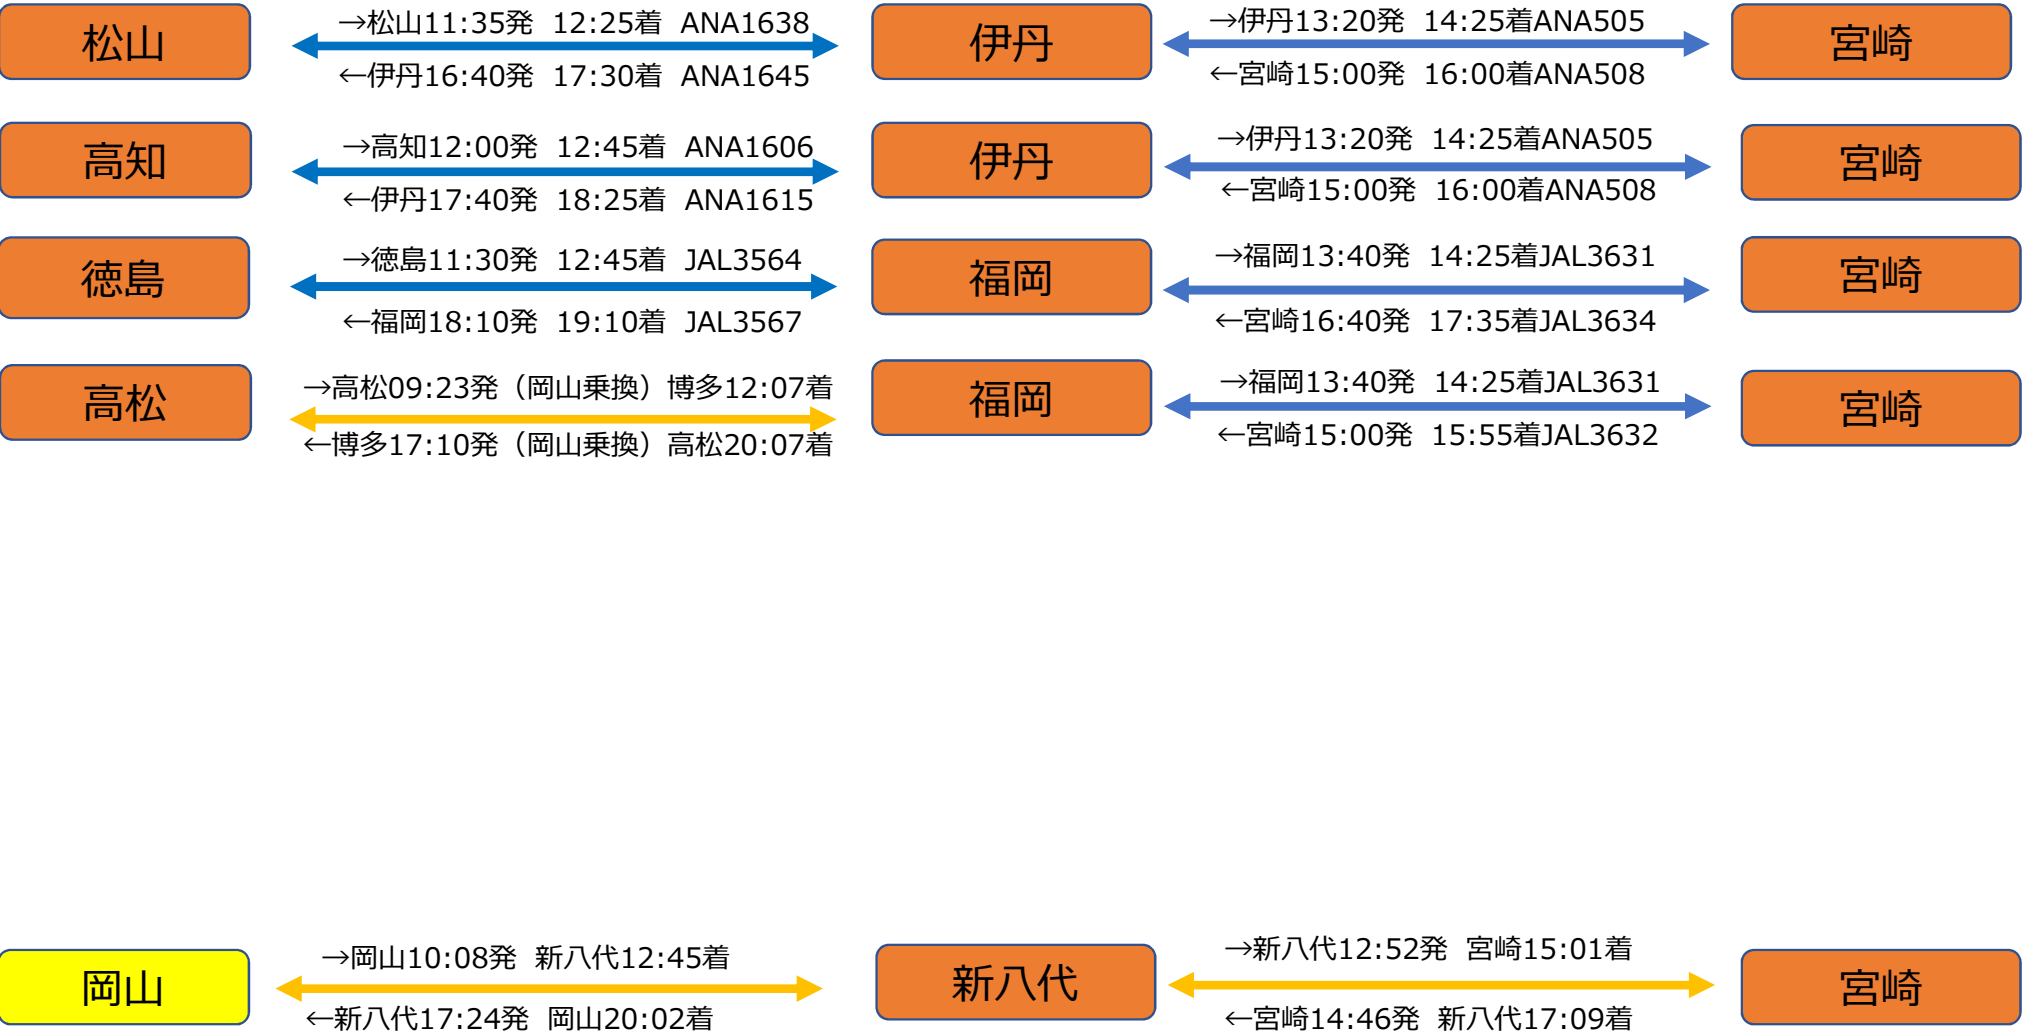 松山
→松山11:35発 12:25着 ANA1638
←伊丹16:40発 17:30着 ANA1645
伊丹
→伊丹13:20発 14:25着ANA505
←宮崎15:00発 16:00着ANA508
宮崎
高知
→高知12:00発 12:45着 ANA1606
←伊丹17:40発 18:25着 ANA1615
伊丹
→伊丹13:20発 14:25着ANA505
←宮崎15:00発 16:00着ANA508
宮崎
徳島
→徳島11:30発 12:45着 JAL3564
←福岡18:10発 19:10着 JAL3567
福岡
→福岡13:40発 14:25着JAL3631
←宮崎16:40発 17:35着JAL3634
宮崎
高松
→高松09:23発（岡山乗換）博多12:07着
←博多17:10発（岡山乗換）高松20:07着
福岡
→福岡13:40発 14:25着JAL3631
←宮崎15:00発 15:55着JAL3632
宮崎
岡山
→岡山10:08発 新八代12:45着
←新八代17:24発 岡山20:02着
新八代
→新八代12:52発 宮崎15:01着
←宮崎14:46発 新八代17:09着
宮崎